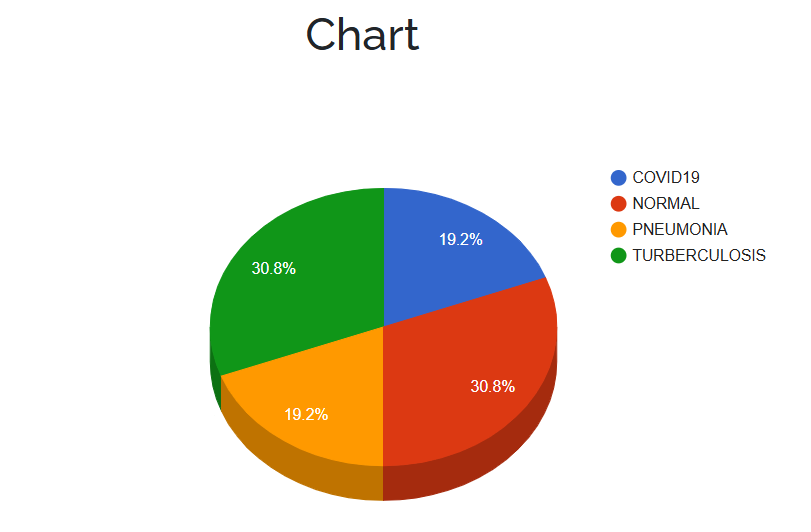 Chart
COVID19
NORMAL
PNEUMONIA
TURBERCULOSIS
19.2%
30.8%
30.8%
19.2%